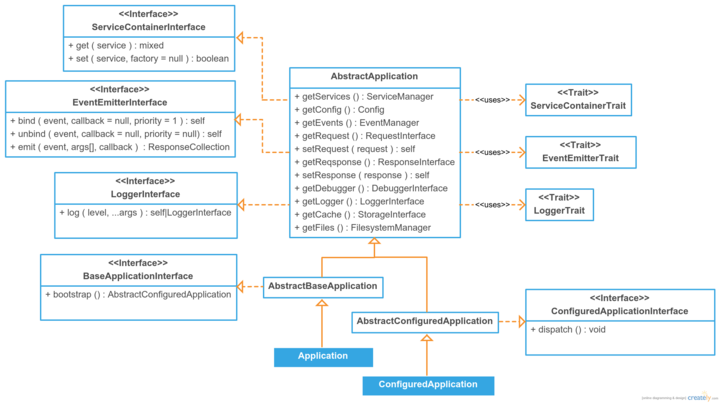 <<Interface>>
ServiceContainerInterface
+ get ( service ) : mixed
+ set ( service, factory = null ) : boolean
<<Interface>>
EventEmitterInterface
+ bind ( event, callback = null, priority = 1 ) : self
+ unbind ( event, callback = null, priority = null) : self
+ emit ( event, args[], callback ) : ResponseCollection
<<Interface>>
LoggerInterface
+ log ( level, ...args ) : self|LoggerInterface
<<Interface>>
BaseApplicationInterface
+ bootstrap () : AbstractConfiguredApplication
AbstractApplication
+ getServices () : ServiceManager
+ getConfig () : Config
+ getEvents () : EventManager
+ getRequest () : RequestInterface
+ setRequest ( request ) : self
+ getReqsponse () : ResponseInterface
+ setResponse ( response ) : self
+ getDebugger () : DebuggerInterface
+ getLogger () : LoggerInterface
+ getCache () : StorageInterface
+ getFiles () : FilesystemManager
<<uses>>
<<Trait>>
ServiceContainerTrait
<<uses>>
<<Trait>>
EventEmitterTrait
<<uses>>
<<Trait>>
LoggerTrait
AbstractBaseApplication
AbstractConfiguredApplication
<<Interface>>
ConfiguredApplicationInterface
+ dispatch () : void
Application
ConfiguredApplication
[online diagramming & design] creately.com